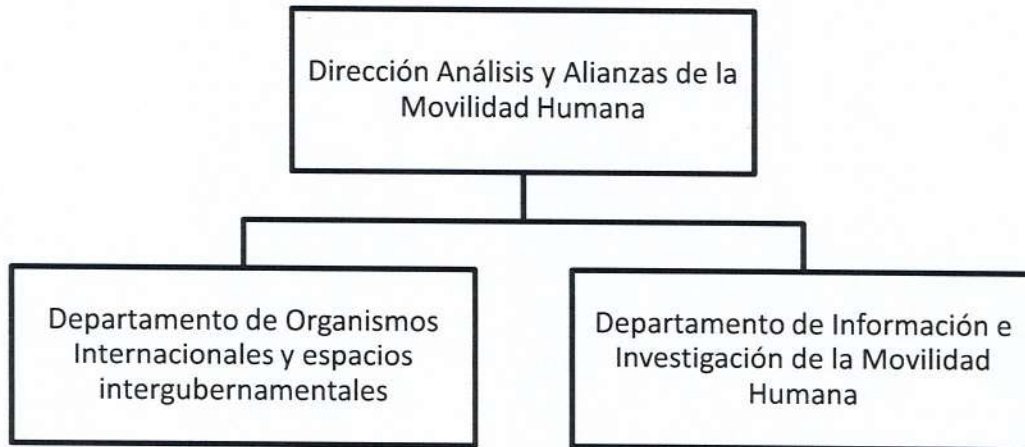 Dirección Análisis y Alianzas de la
Movilidad Humana
Departamento de Organismos
Internacionales y espacios
intergubernamentales
Departamento de Información e
Investigación de la Movilidad
Humana